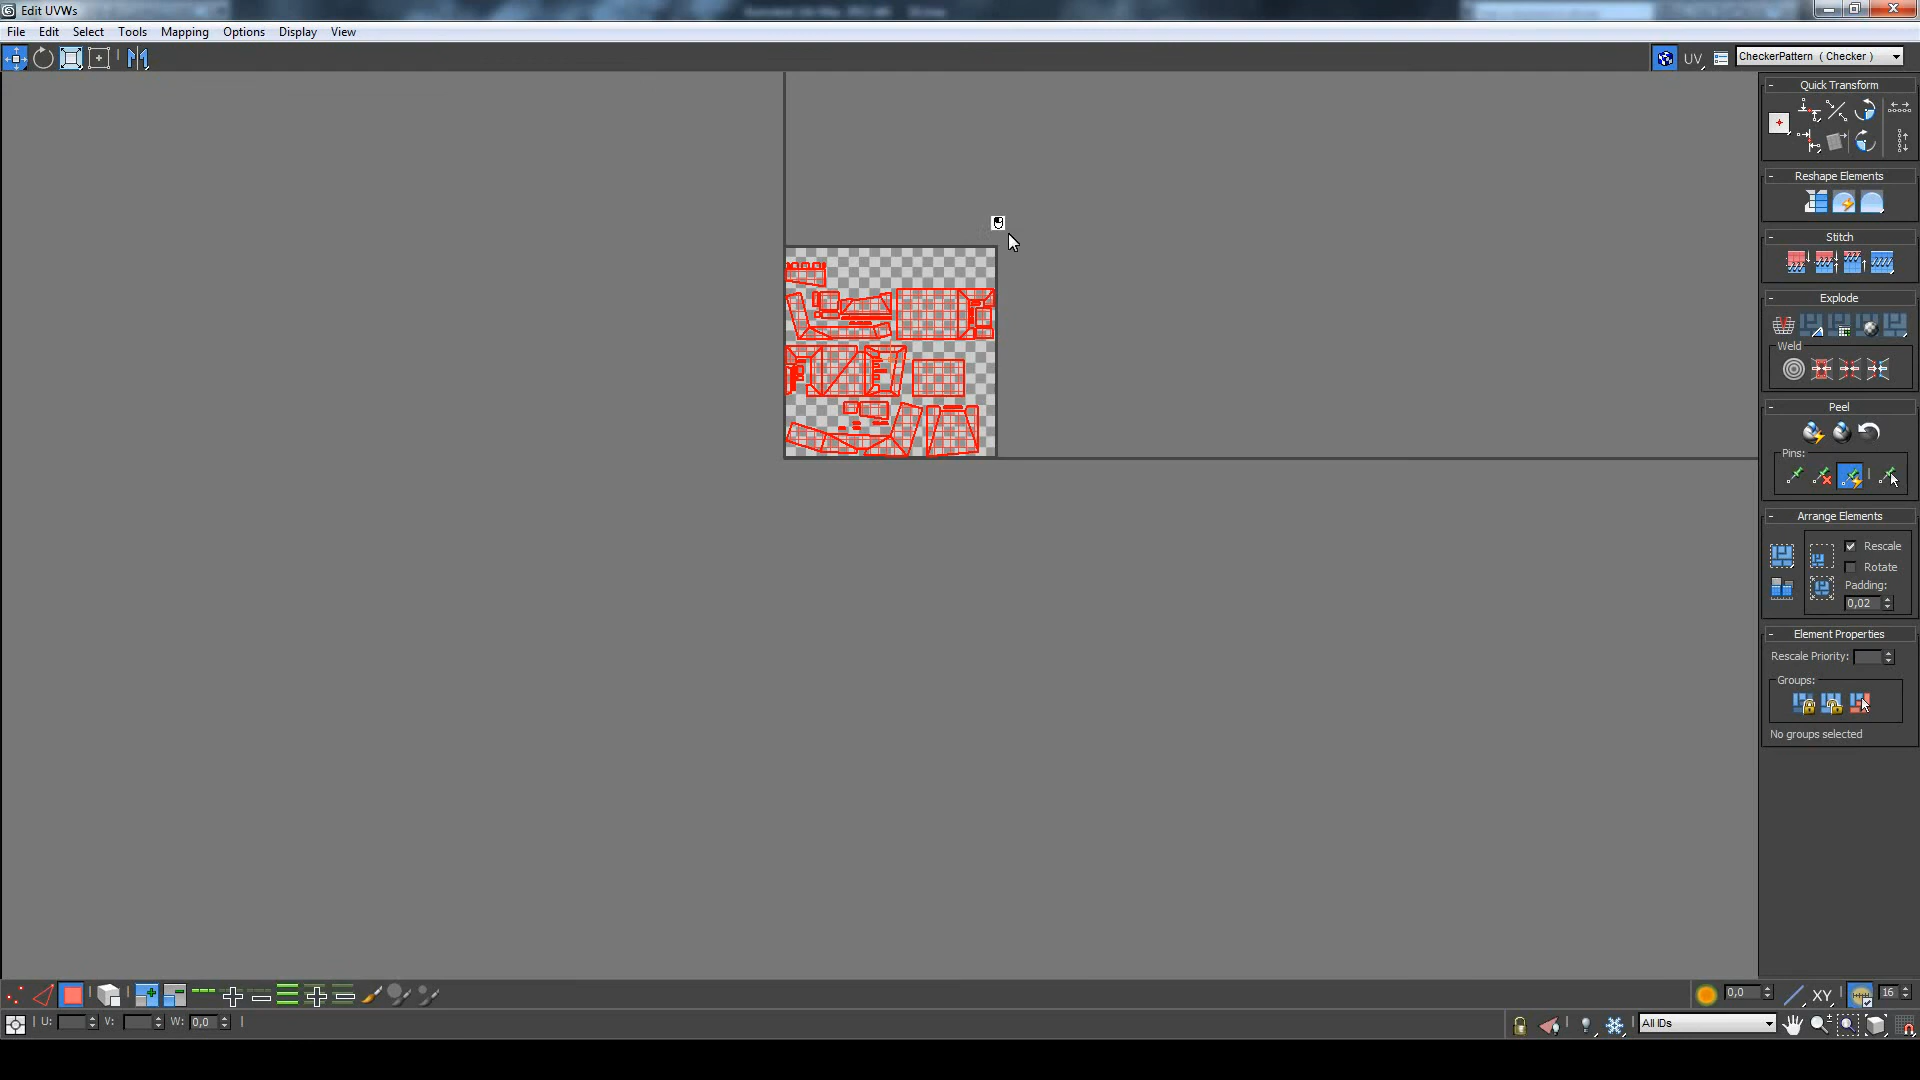 Edit UVWs
File Edit Select Tools Mapping Options Display View
UV CheckerPattern ( Checker )
- Quick Transform
- Reshape Elements
- Stitch
- Explode
Weld
- Peel
Pins:
- Arrange Elements
Rescale
Rotate
Padding:
0,02
- Element Properties
Rescale Priority:
Groups:
No groups selected
0,0 XY 16
U: V: W: 0,0 All IDs